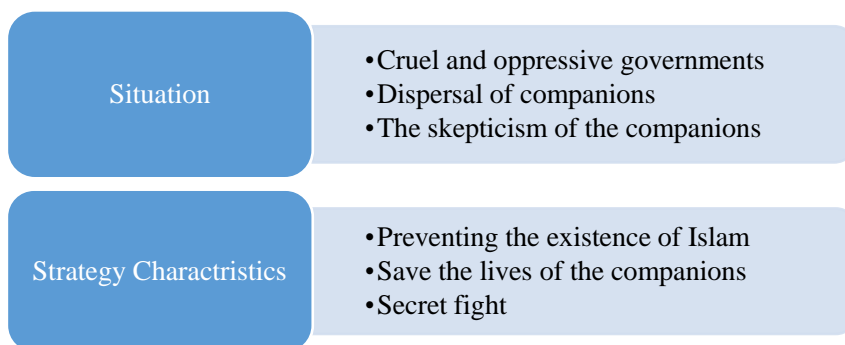 Situation
•Cruel and oppressive governments
•Dispersal of companions
•The skepticism of the companions
Strategy Charactristics
•Preventing the existence of Islam
•Save the lives of the companions
•Secret fight